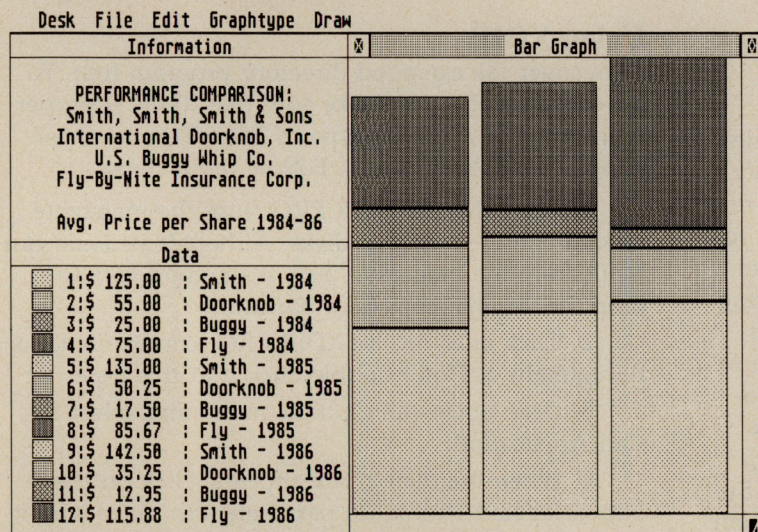 Desk File Edit Graphtype Draw
Information
Bar Graph
PERFORMANCE COMPARISON:
Smith, Smith, Smith & Sons
International Doorknob, Inc.
U.S. Buggy Whip Co.
Fly-By-Nite Insurance Corp.
Avg. Price per Share 1984-86
Data
1:$ 125.00 : Smith - 1984
2:$ 55.00 : Doorknob - 1984
3:$ 25.00 : Buggy - 1984
4:$ 75.00 : Fly - 1984
5:$ 135.00 : Smith - 1985
6:$ 50.25 : Doorknob - 1985
7:$ 17.50 : Buggy - 1985
8:$ 85.67 : Fly - 1985
9:$ 142.50 : Smith - 1986
10:$ 35.25 : Doorknob - 1986
11:$ 12.95 : Buggy - 1986
12:$ 115.88 : Fly - 1986